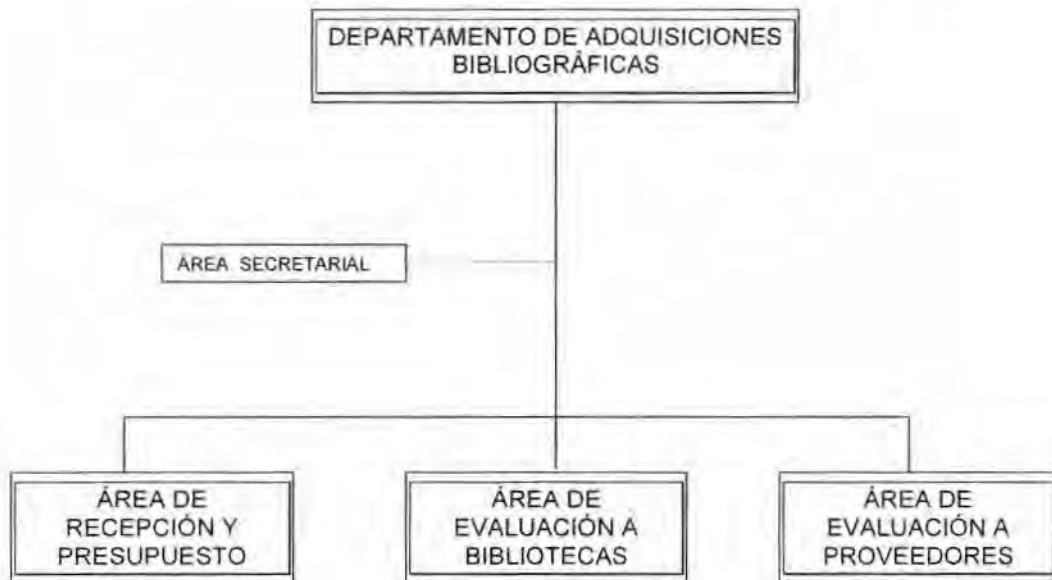 DEPARTAMENTO DE ADQUISICIONES
BIBLIOGRÁFICAS
ÁREA SECRETARIAL
ÁREA DE
RECEPCIÓN Y
PRESUPUESTO
ÁREA DE
EVALUACIÓN A
BIBLIOTECAS
ÁREA DE
EVALUACIÓN A
PROVEEDORES